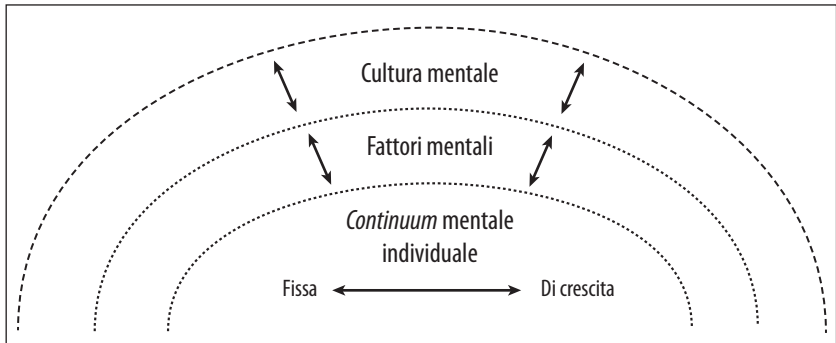 Cultura mentale
Fattori mentali
Continuum mentale
individuale
Fissa
Di crescita